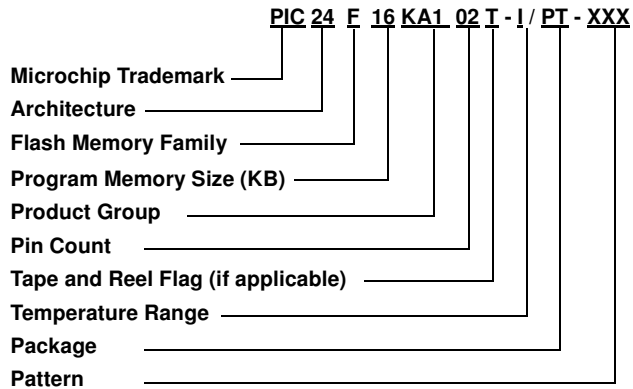 PIC 24 F 16 KA1 02 T - I / PT - XXX
Microchip Trademark
Architecture
Flash Memory Family
Program Memory Size (KB)
Product Group
Pin Count
Tape and Reel Flag (if applicable)
Temperature Range
Package
Pattern